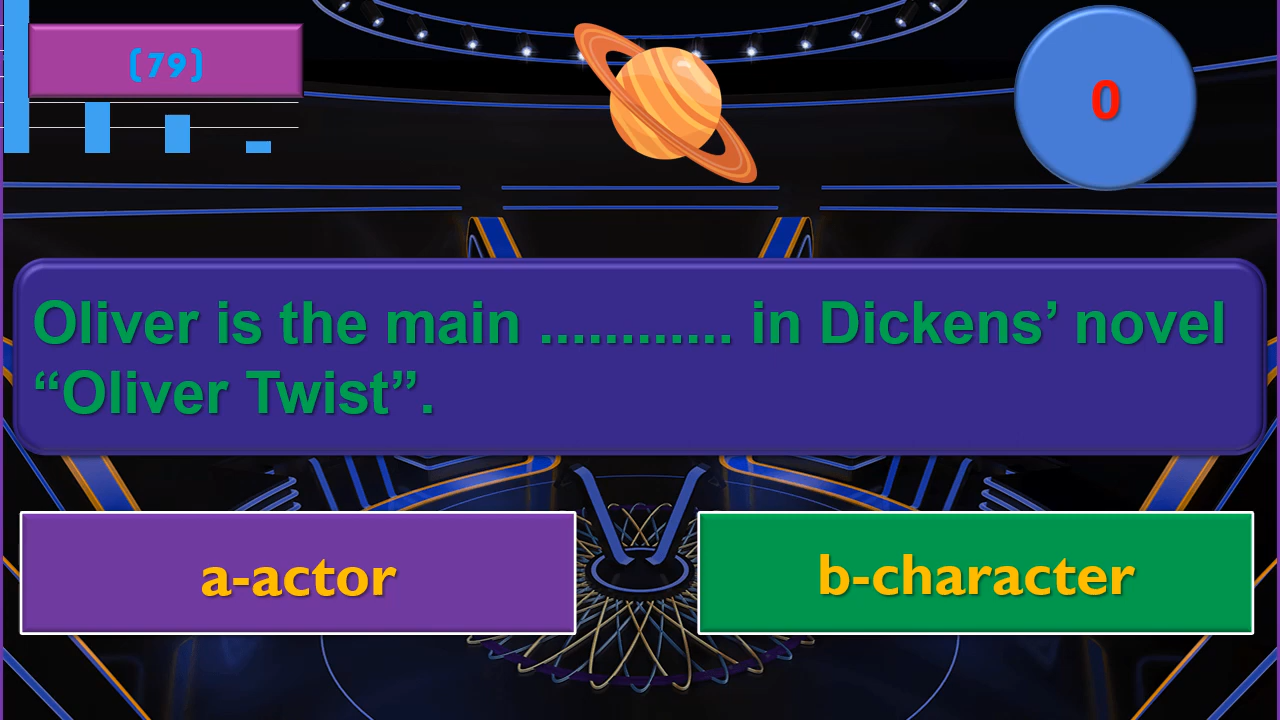 (79)
0
Oliver is the main ............ in Dickens’ novel
“Oliver Twist”.
a-actor
b-character